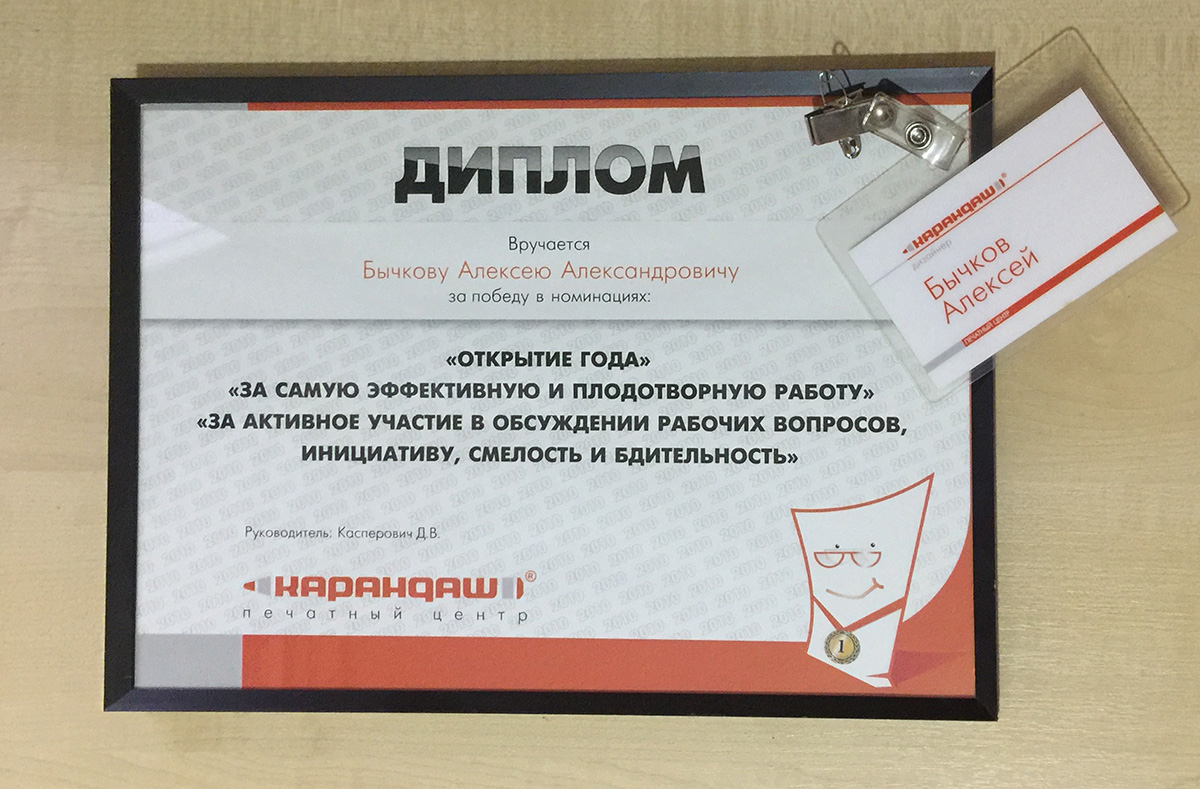 ДИПЛОМ
Вручается
Бычкову Алексею Александровичу
за победу в номинациях:
«ОТКРЫТИЕ ГОДА»
«ЗА САМУЮ ЭФФЕКТИВНУЮ И ПЛОДОТВОРНУЮ РАБОТУ»
«ЗА АКТИВНОЕ УЧАСТИЕ В ОБСУЖДЕНИИ РАБОЧИХ ВОПРОСОВ,
ИНИЦИАТИВУ, СМЕЛОСТЬ И БДИТЕЛЬНОСТЬ»
Руководитель: Касперович Д.В.
КАРАНДАШ®
печатный центр
1
КАРАНДАШ®
дизайнер
Бычков
Алексей
ПЕЧАТНЫЙ ЦЕНТР